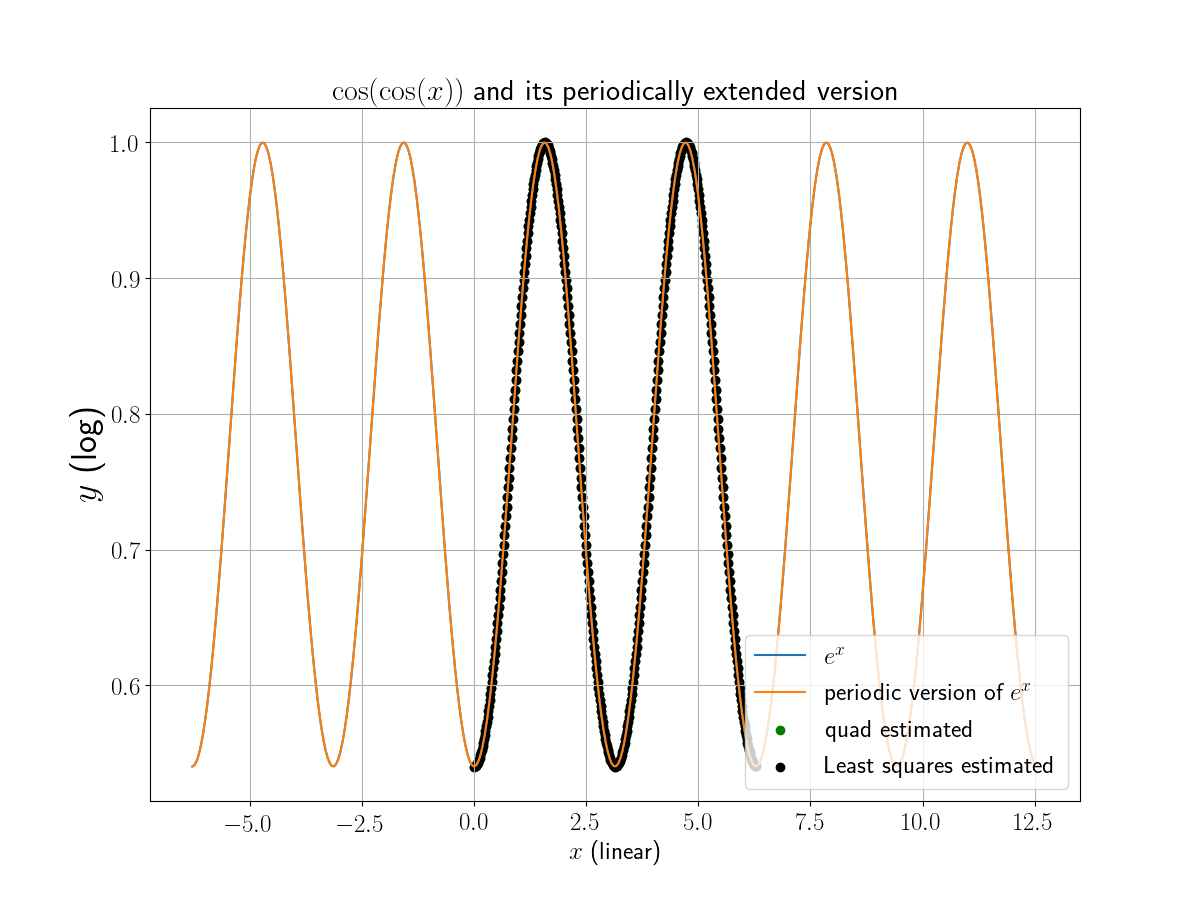 cos(cos(x)) and its periodically extended version
y (log)
1.0
0.9
0.8
0.7
0.6
−5.0 −2.5 0.0 2.5 5.0 7.5 10.0 12.5
x (linear)
e^x
periodic version of e^x
quad estimated
Least squares estimated